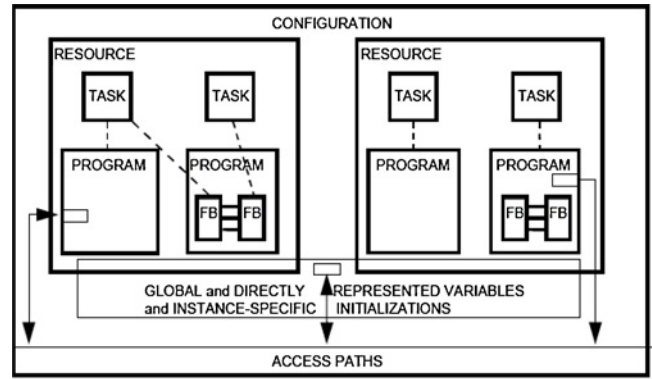 CONFIGURATION
RESOURCE
RESOURCE
TASK
TASK
TASK
TASK
PROGRAM
PROGRAM
PROGRAM
PROGRAM
FB
FB
FB
FB
GLOBAL and DIRECTLY REPRESENTED VARIABLES
and INSTANCE-SPECIFIC INITIALIZATIONS
ACCESS PATHS